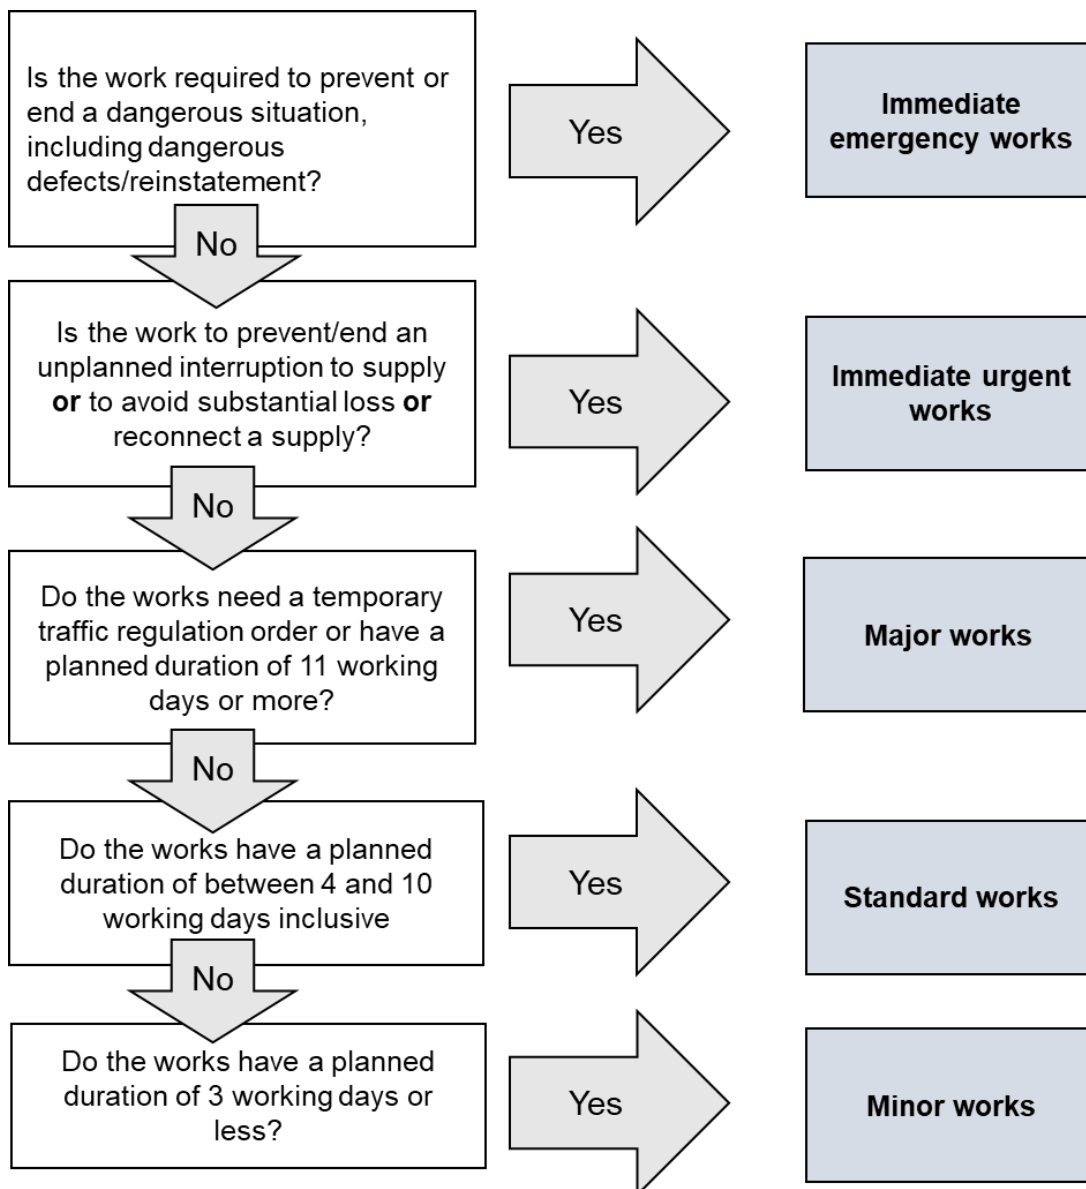 Is the work required to prevent or
end a dangerous situation,
including dangerous
defects/reinstatement?
Yes
Immediate
emergency works
No
Is the work to prevent/end an
unplanned interruption to supply
or to avoid substantial loss or
reconnect a supply?
Yes
Immediate urgent
works
No
Do the works need a temporary
traffic regulation order or have a
planned duration of 11 working
days or more?
Yes
Major works
No
Do the works have a planned
duration of between 4 and 10
working days inclusive
Yes
Standard works
No
Do the works have a planned
duration of 3 working days or
less?
Yes
Minor works